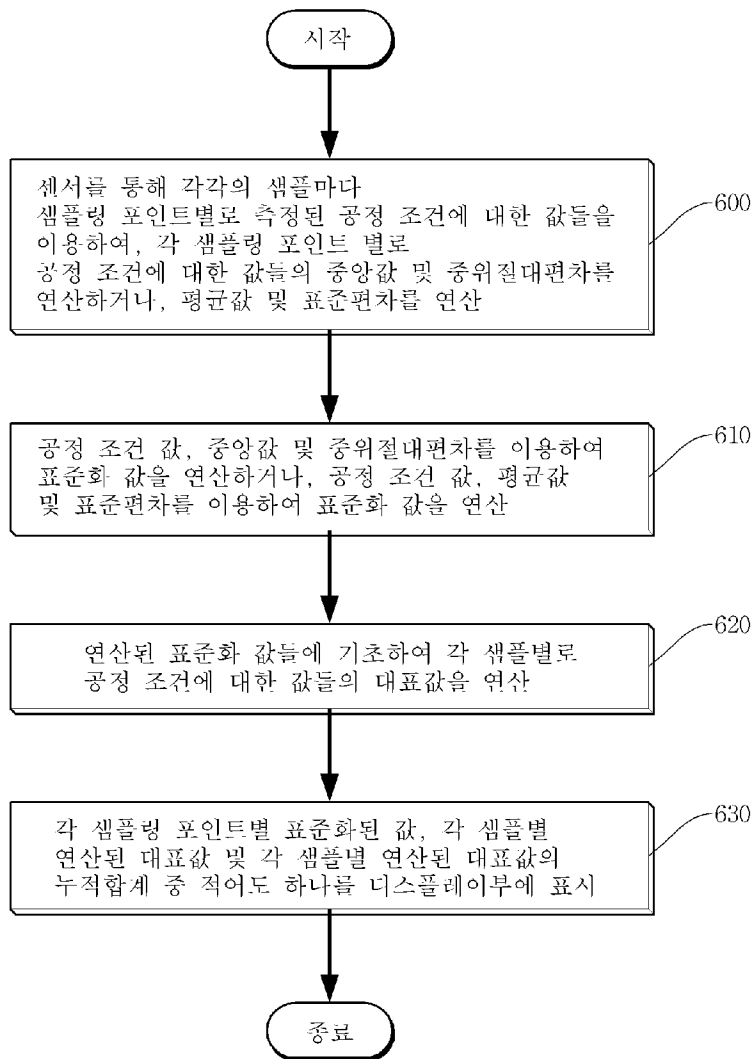 시작
센서를 통해 각각의 샘플마다
샘플링 포인트별로 측정된 공정 조건에 대한 값들을
이용하여, 각 샘플링 포인트 별로
공정 조건에 대한 값들의 중앙값 및 중위절대편차를
연산하거나, 평균값 및 표준편차를 연산
600
공정 조건 값, 중앙값 및 중위절대편차를 이용하여
표준화 값을 연산하거나, 공정 조건 값, 평균값
및 표준편차를 이용하여 표준화 값을 연산
610
연산된 표준화 값들에 기초하여 각 샘플별로
공정 조건에 대한 값들의 대표값을 연산
620
각 샘플링 포인트별 표준화된 값, 각 샘플별
연산된 대표값 및 각 샘플별 연산된 대표값의
누적합계 중 적어도 하나를 디스플레이부에 표시
630
종료